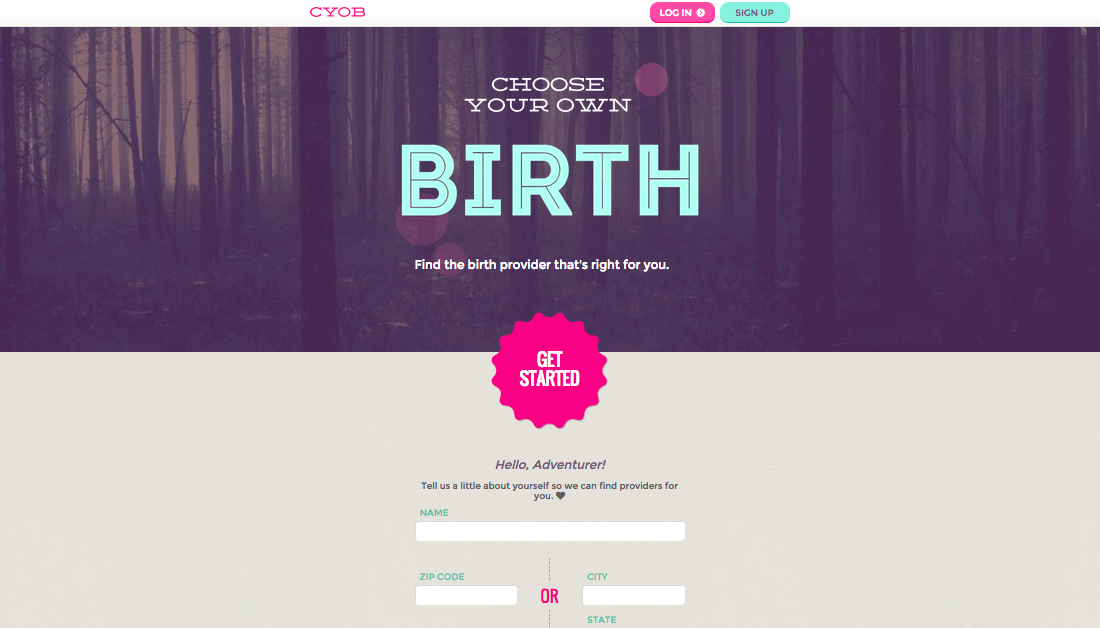 CYOB
LOG IN
SIGN UP
CHOOSE
YOUR OWN
BIRTH
Find the birth provider that's right for you.
GET
STARTED
Hello, Adventurer!
Tell us a little about yourself so we can find providers for
you.
NAME
ZIP CODE
OR
CITY
STATE